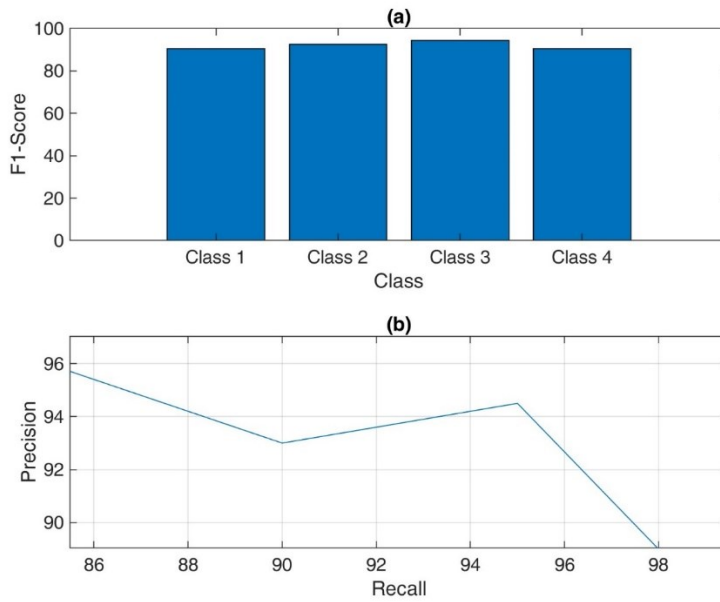 (a)
100
80
60
40
20
0
F1-Score
Class 1 Class 2 Class 3 Class 4
Class
(b)
96
94
92
90
Precision
86 88 90 92 94 96 98
Recall